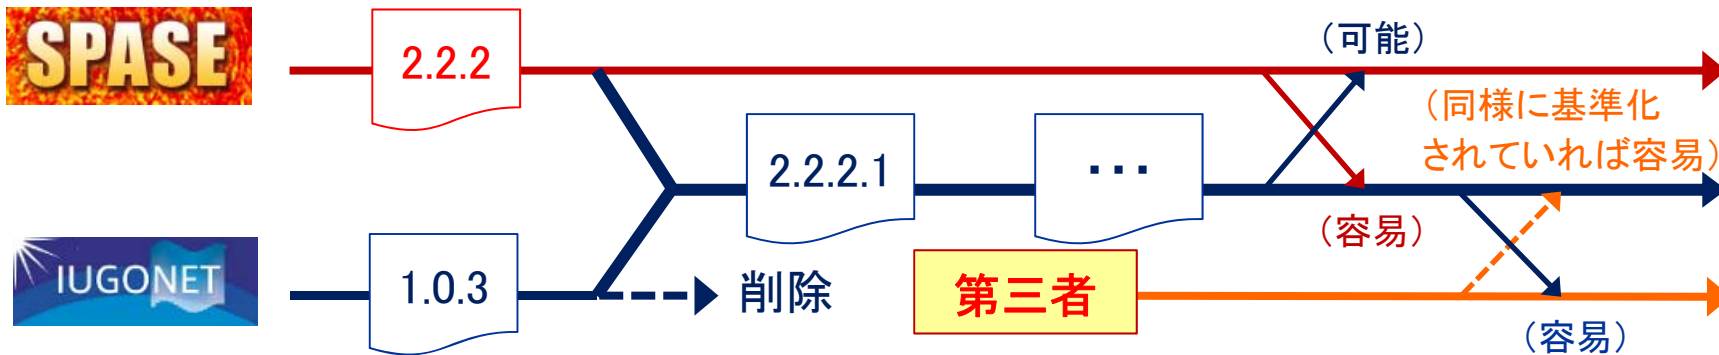 SPASE
2.2.2
（可能）
（同様に基準化
されていれば容易）
2.2.2.1
・・・
（容易）
IUGONET
1.0.3
削除
第三者
（容易）